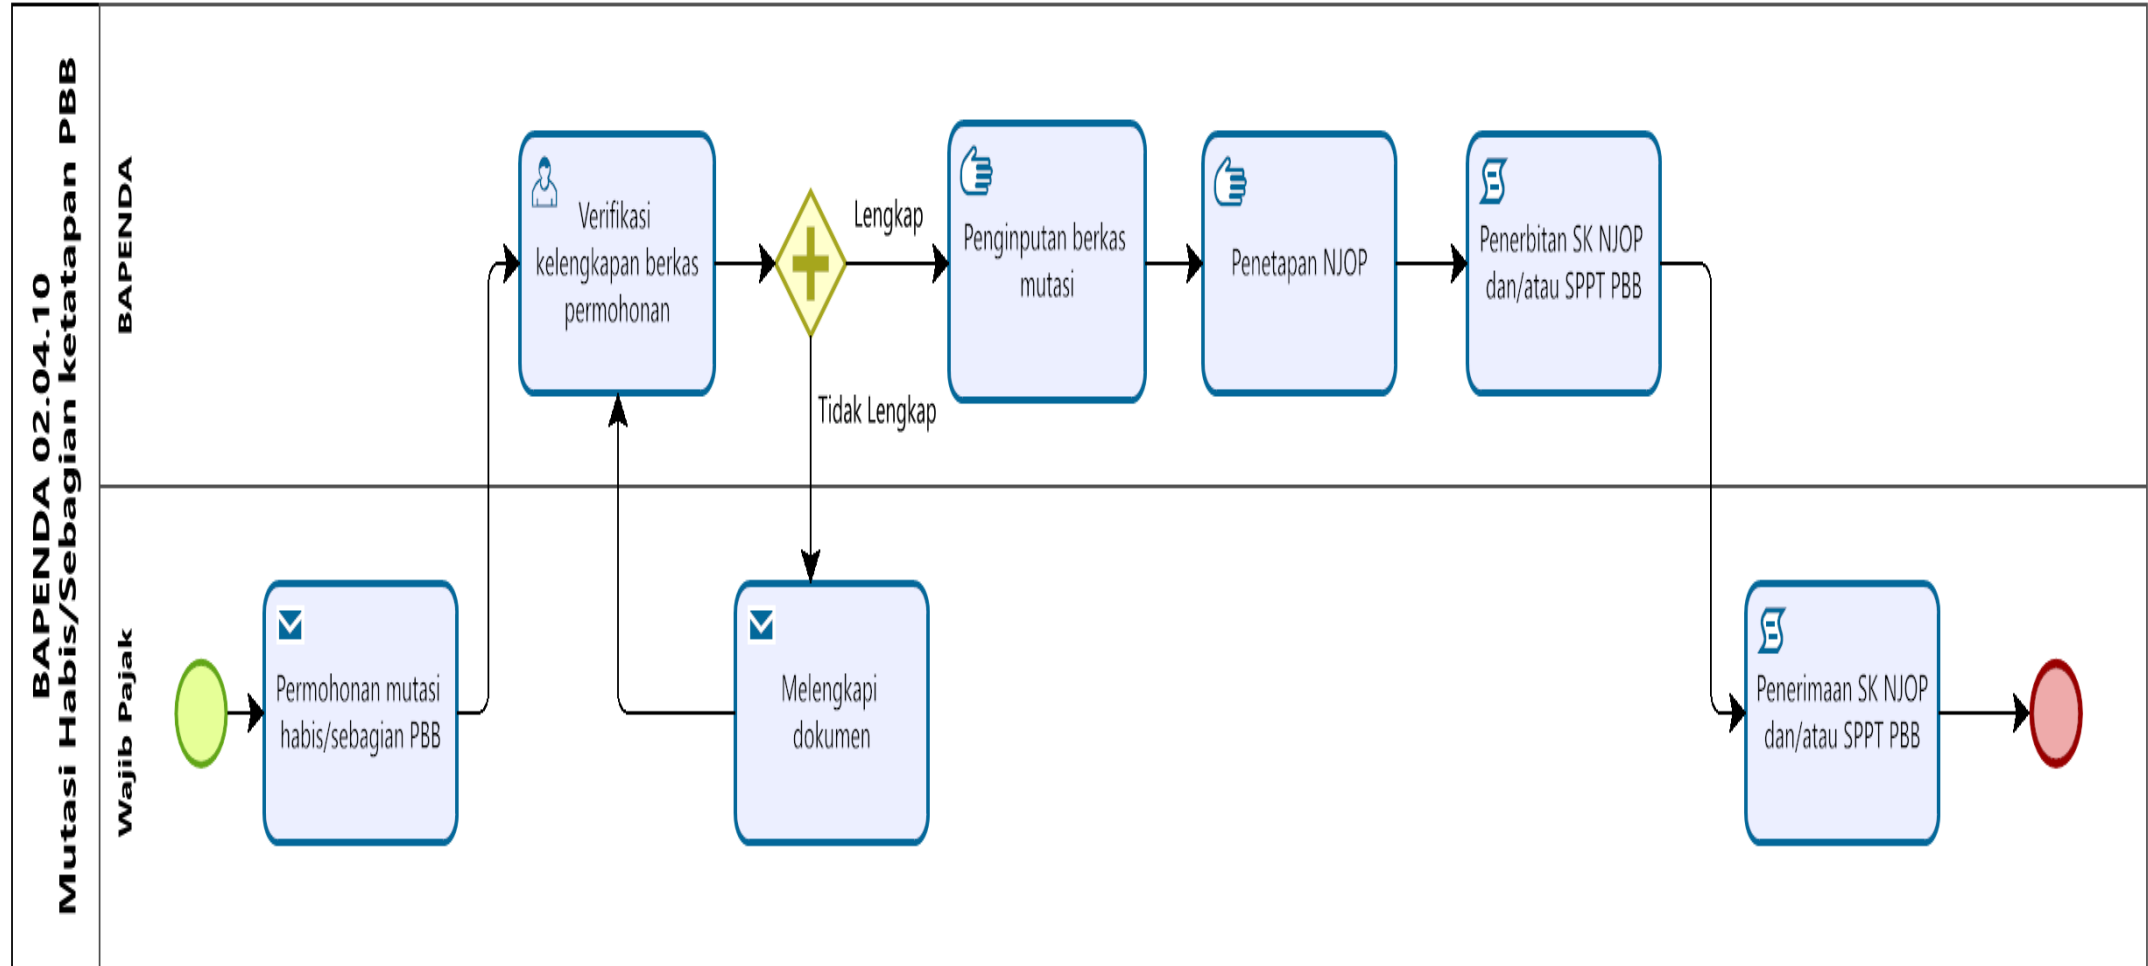 BAPENDA 02.04.10
Mutasi Habis/Sebagian ketatapan PBB
BAPENDA
Verifikasi
kelengkapan berkas
permohonan
Lengkap
Tidak Lengkap
Penginputan berkas
mutasi
Penetapan NJOP
Penerbitan SK NJOP
dan/atau SPPT PBB
Wajib Pajak
Permohonan mutasi
habis/sebagian PBB
Melengkapi
dokumen
Penerimaan SK NJOP
dan/atau SPPT PBB